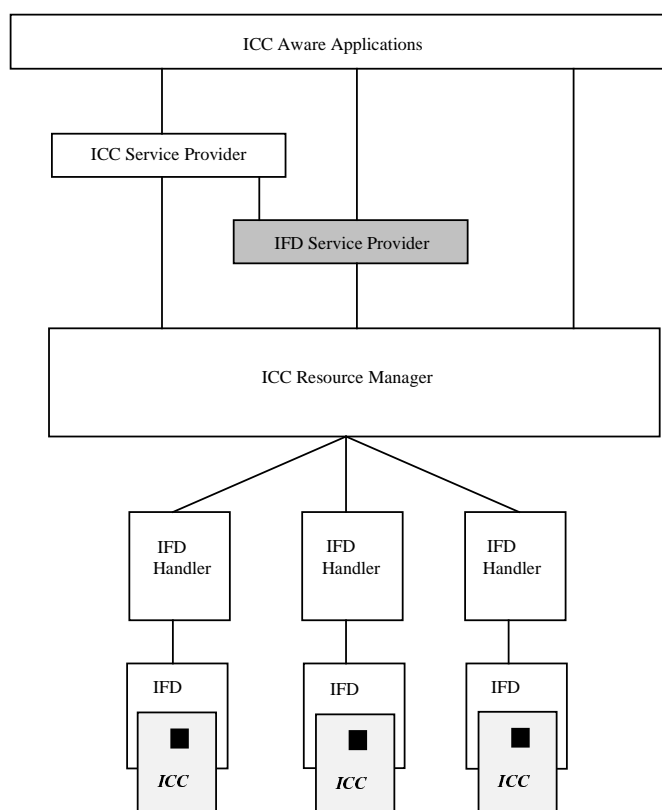 ICC Aware Applications
ICC Service Provider
IFD Service Provider
ICC Resource Manager
IFD
Handler
IFD
Handler
IFD
Handler
IFD
IFD
IFD
ICC
ICC
ICC